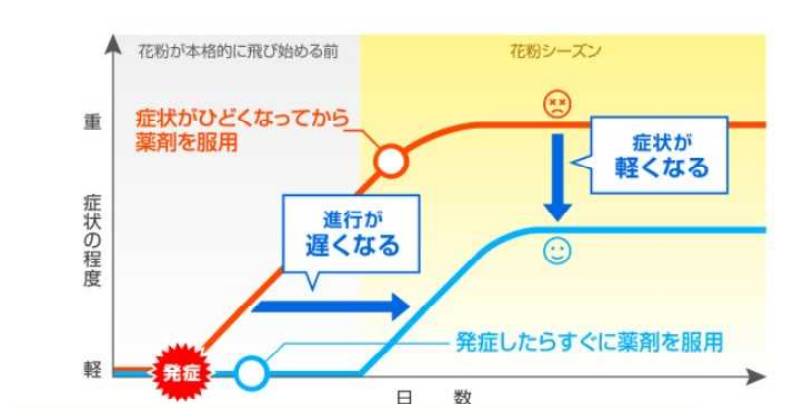 花粉が本格的に飛び始める前
花粉シーズン
重
症状がひどくなってから
薬剤を服用
症状が
軽くなる
進行が
遅くなる
症状の程度
発症したらすぐに薬剤を服用
軽
発症
日 数